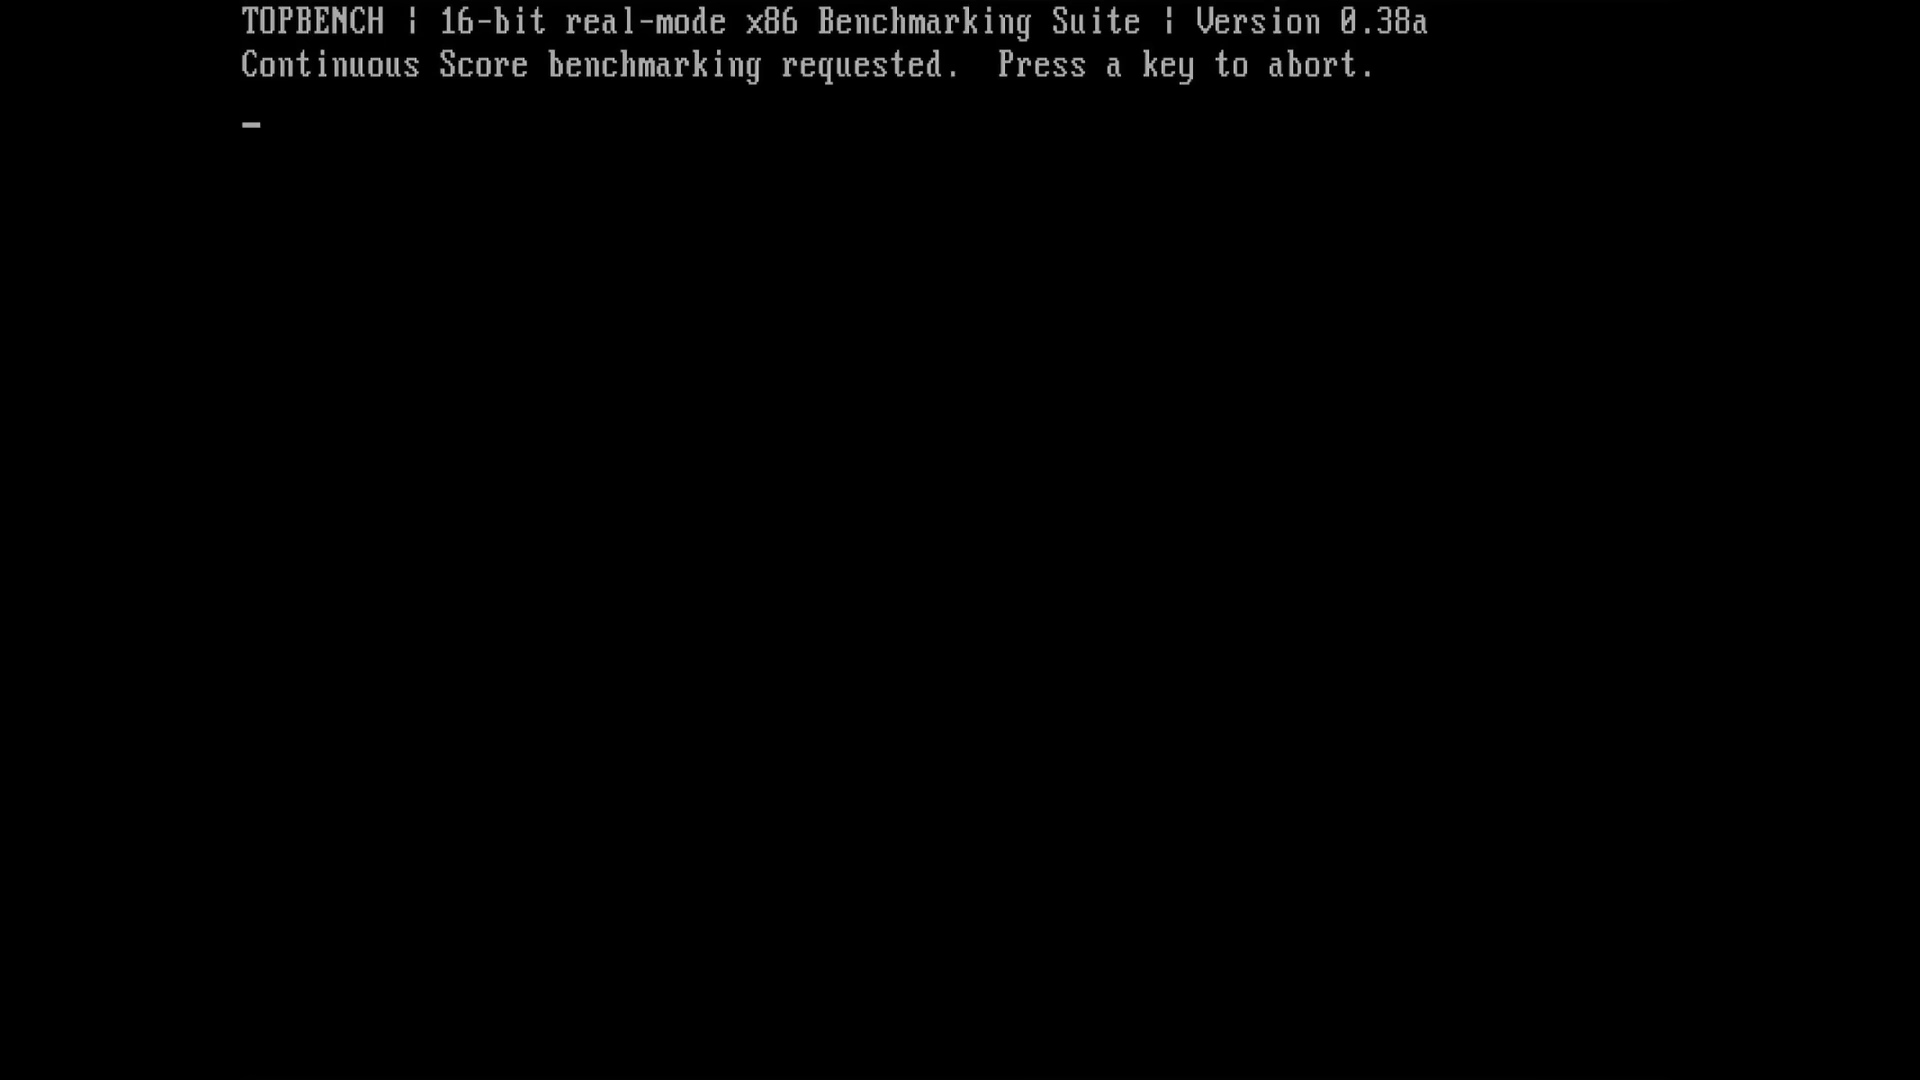 TOPBENCH ¦ 16-bit real-mode x86 Benchmarking Suite ¦ Version 0.38a
Continuous Score benchmarking requested.  Press a key to abort.